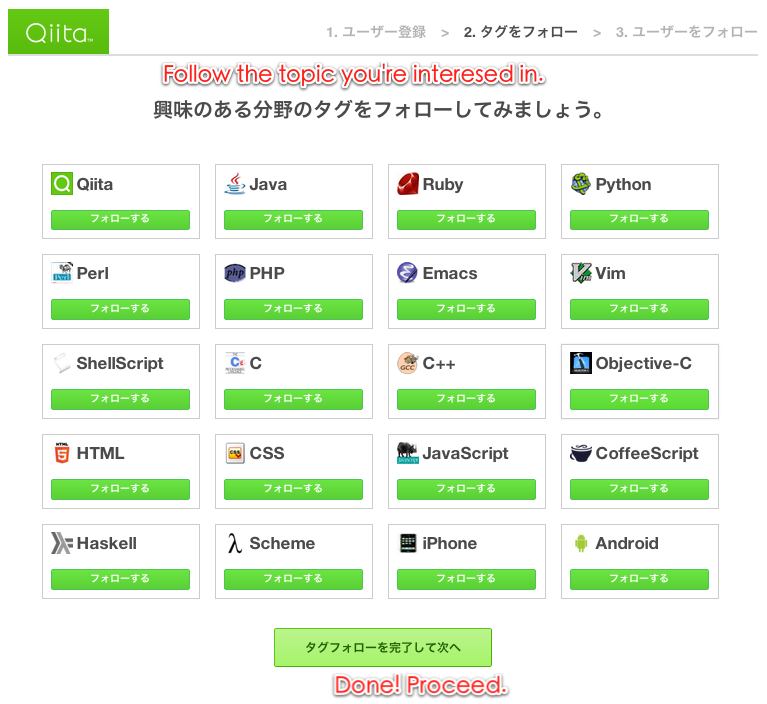 Qiita™ 1. ユーザー登録 > 2. タグをフォロー > 3. ユーザーをフォロー
Follow the topic you're interesed in.
興味のある分野のタグをフォローしてみましょう。
Qiita Java Ruby Python
フォローする フォローする フォローする フォローする
Perl php PHP Emacs Vim
フォローする フォローする フォローする フォローする
ShellScript C C++ Objective-C
フォローする フォローする フォローする フォローする
HTML HTML CSS CSS JavaScript CoffeeScript
フォローする フォローする フォローする フォローする
Haskell Scheme iPhone Android
フォローする フォローする フォローする フォローする
タグフォローを完了して次へ
Done! Proceed.